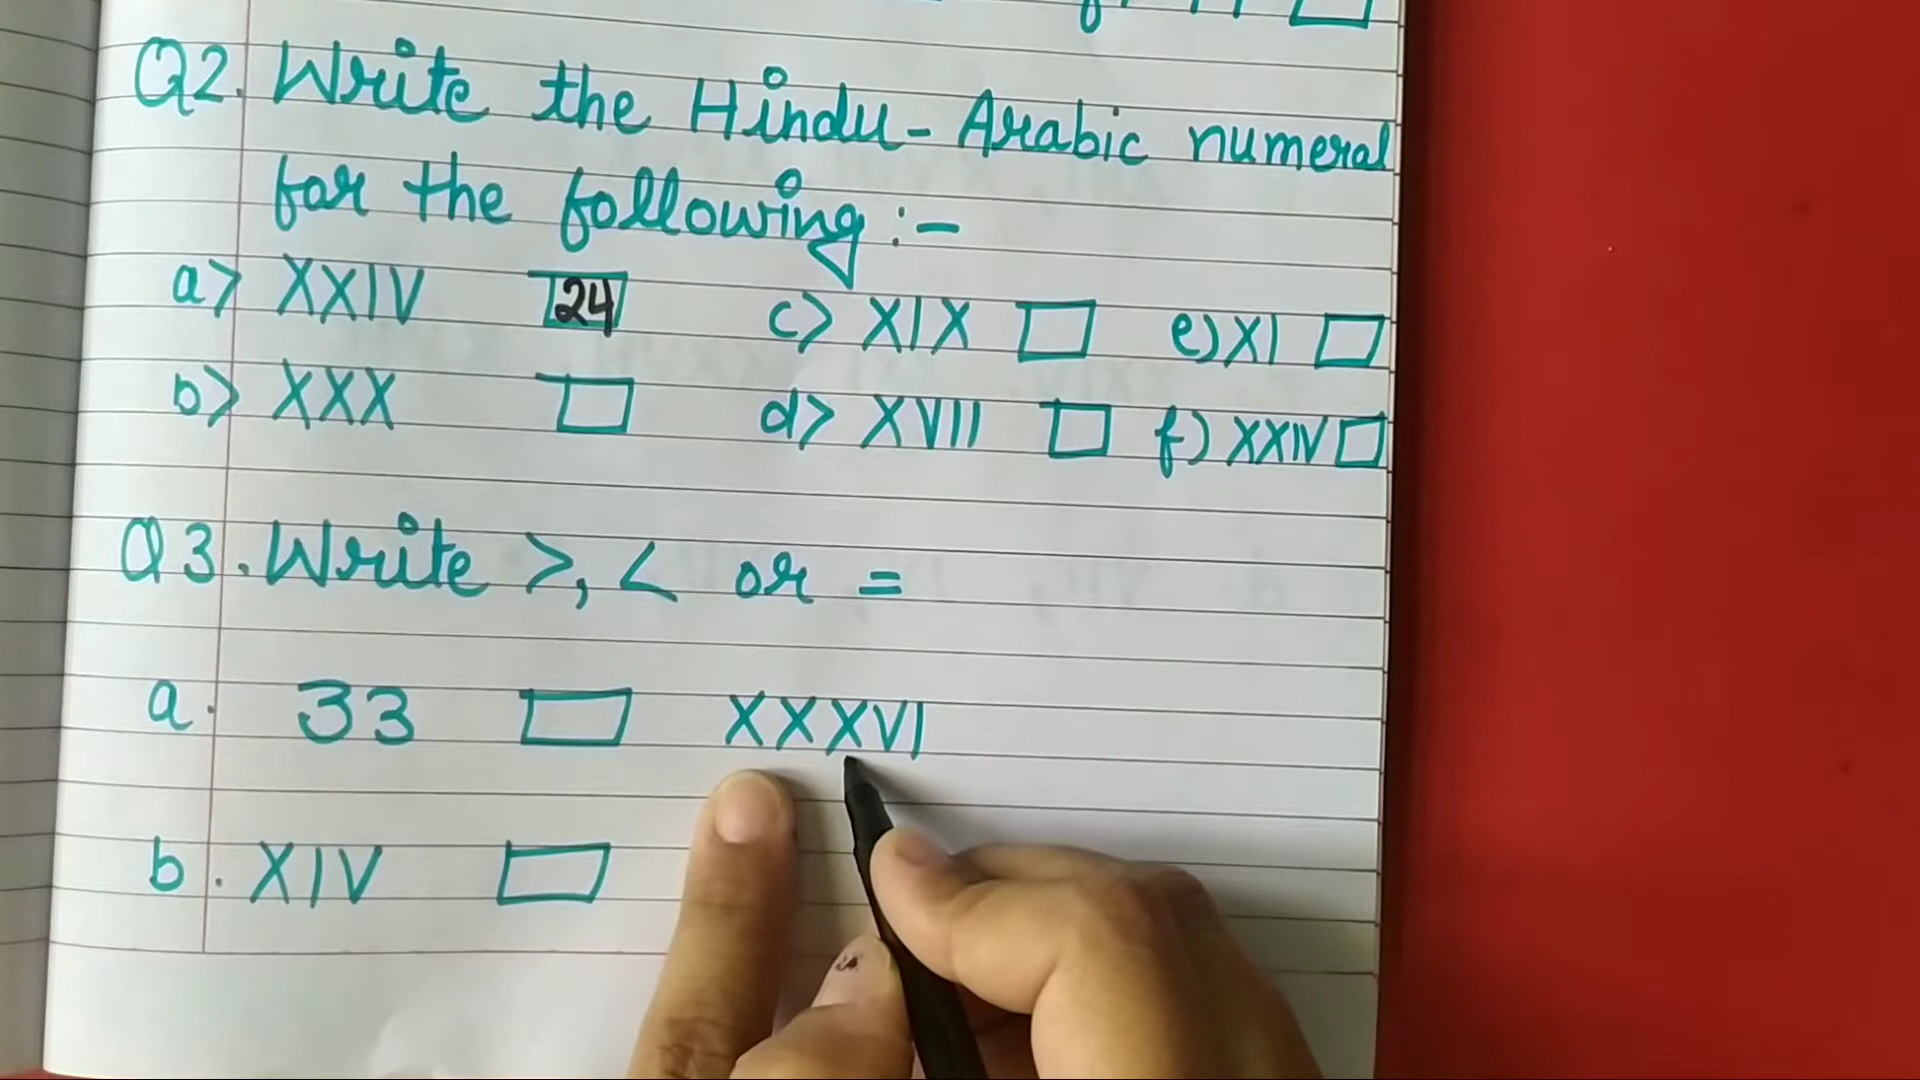 Q2. Write the Hindu-Arabic numeral
for the following :-
a> XXIV 24 c) XIX e) XI
b> XXX d> XVII f) XXIV
Q3. Write >, < or =
a. 33 XXXVI
b. XIV